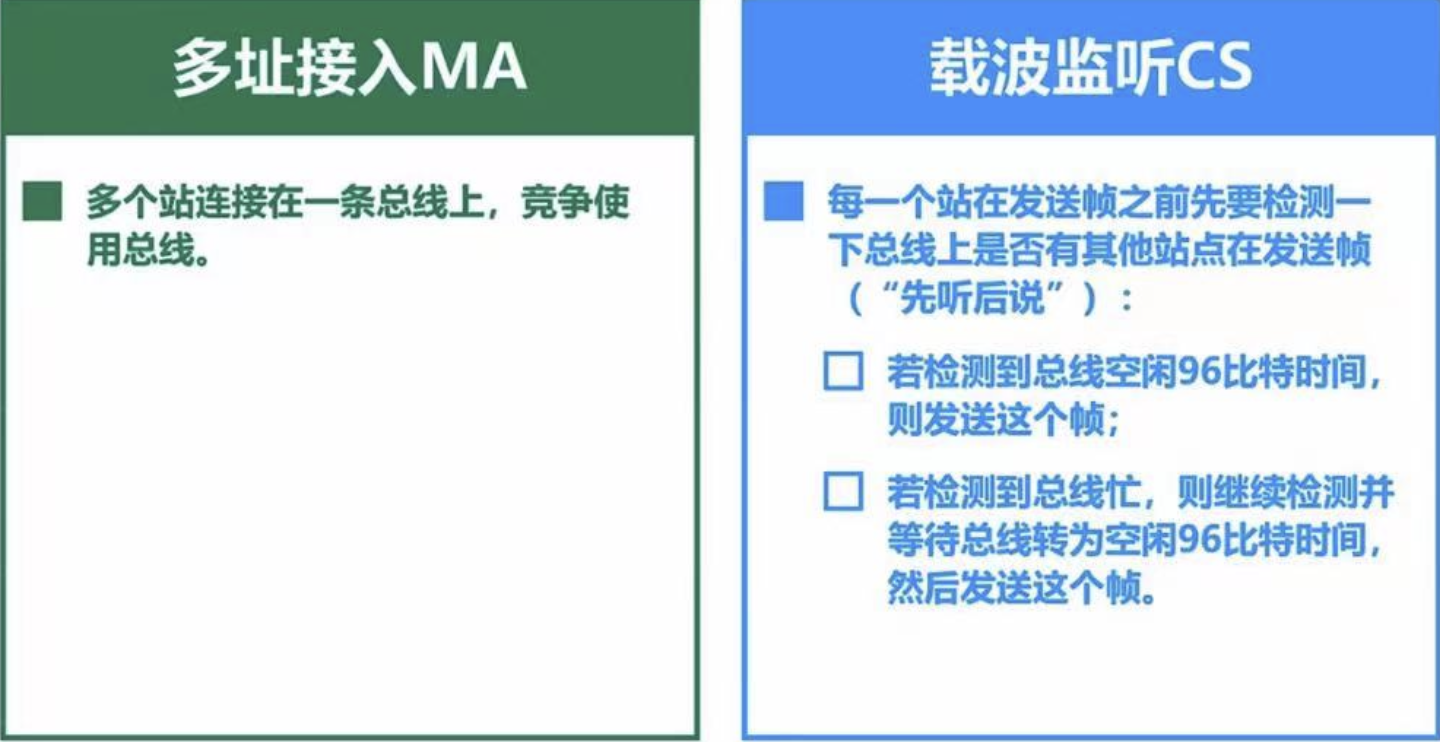 多址接入MA
多个站连接在一条总线上，竞争使
用总线。
载波监听CS
每一个站在发送帧之前先要检测一
下总线上是否有其他站点在发送帧
（“先听后说”）：
若检测到总线空闲96比特时间，
则发送这个帧；
若检测到总线忙，则继续检测并
等待总线转为空闲96比特时间，
然后发送这个帧。